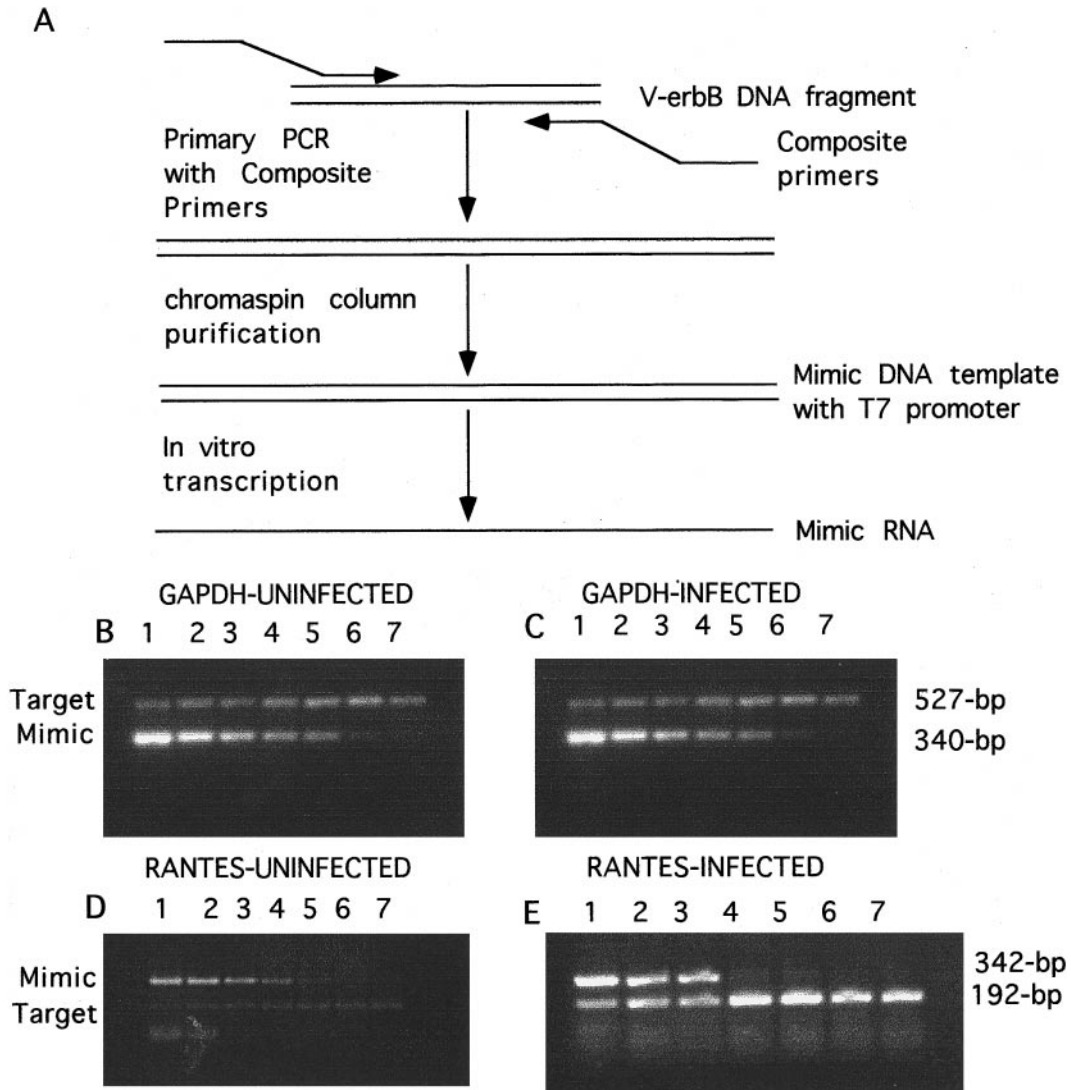 A
V-erbB DNA fragment
Primary PCR
with Composite
Primers
Composite
primers
chromaspin column
purification
Mimic DNA template
with T7 promoter
In vitro
transcription
Mimic RNA
GAPDH-UNINFECTED
B 1 2 3 4 5 6 7
Target
Mimic
GAPDH-INFECTED
C 1 2 3 4 5 6 7
527-bp
340-bp
RANTES-UNINFECTED
D 1 2 3 4 5 6 7
Mimic
Target
RANTES-INFECTED
E 1 2 3 4 5 6 7
342-bp
192-bp